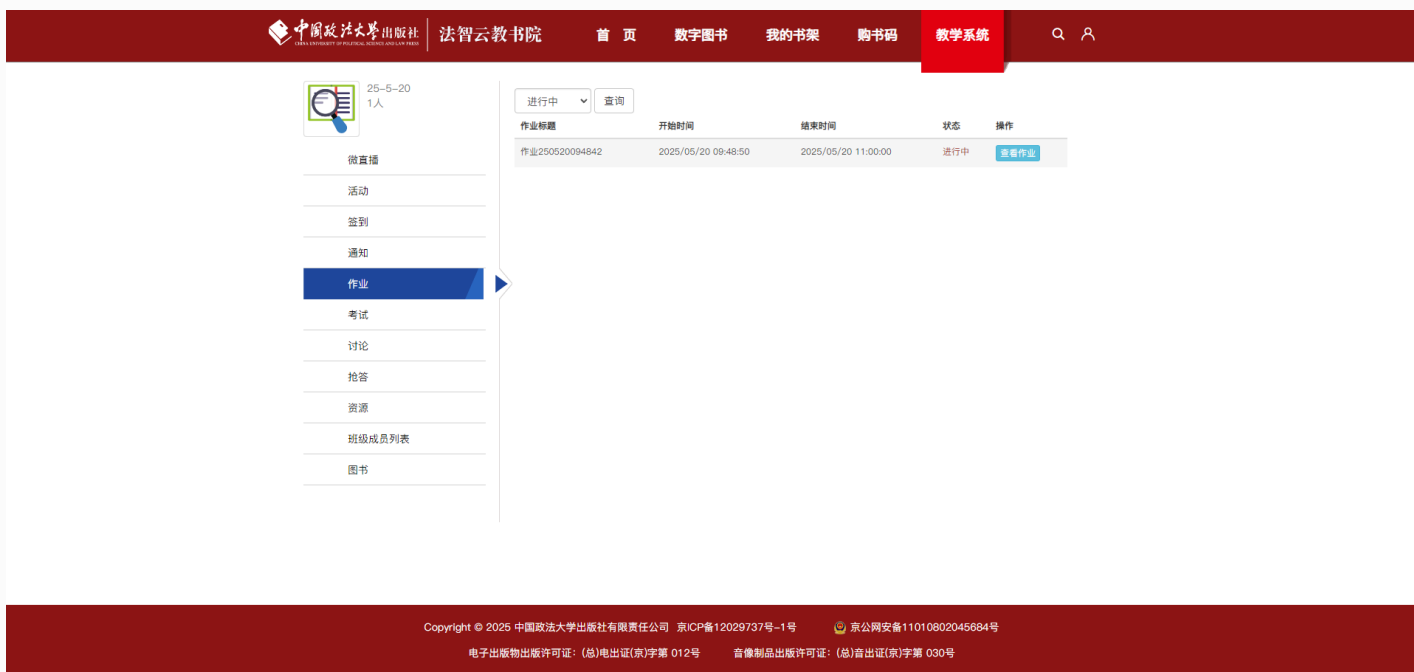 中国政法大学出版社 法智云教书院 首 页 数字图书 我的书架 购书码 教学系统
CHINA UNIVERSITY OF POLITICAL SCIENCE AND LAW PRESS
25-5-20
1人
进行中 查询
作业标题 开始时间 结束时间 状态 操作
作业250520094842 2025/05/20 09:48:50 2025/05/20 11:00:00 进行中 查看作业
微直播
活动
签到
通知
作业
考试
讨论
抢答
资源
班级成员列表
图书
Copyright © 2025 中国政法大学出版社有限责任公司 京ICP备12029737号-1号 京公网安备11010802045684号
电子出版物出版许可证：(总)电出证(京)字第 012号 音像制品出版许可证：(总)音出证(京)字第 030号